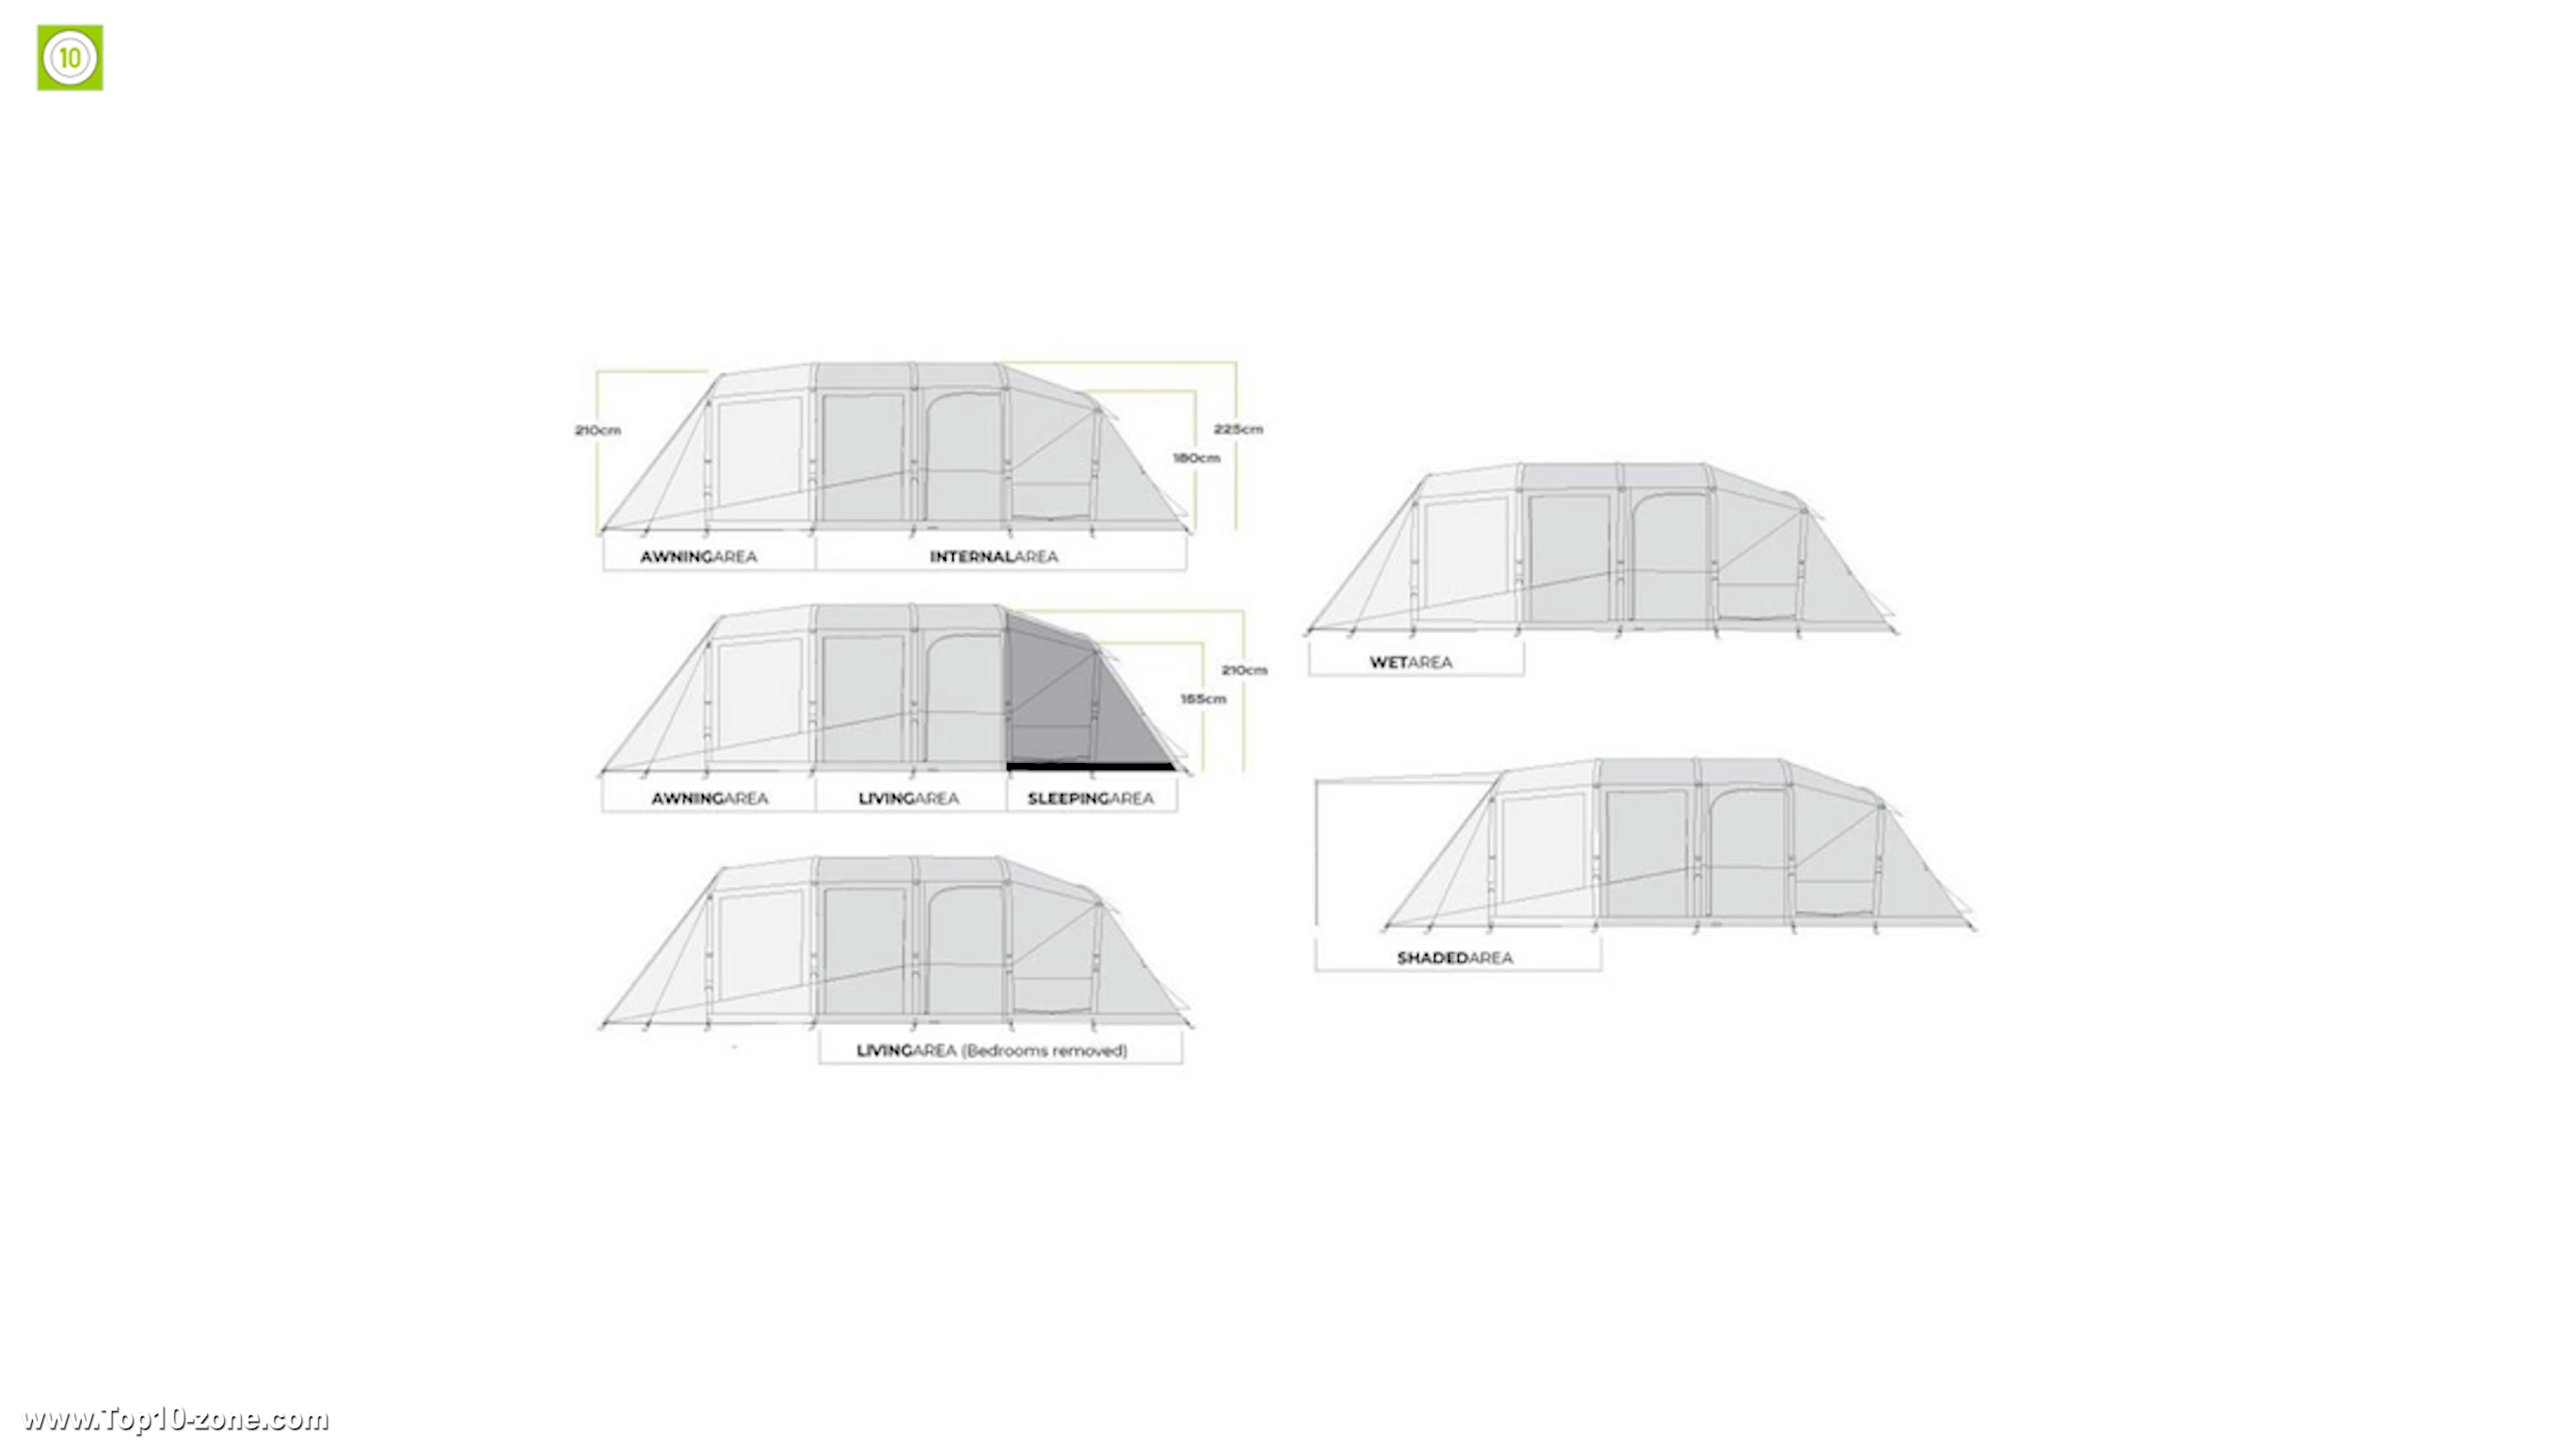 10
210cm
225cm
180cm
AWNINGAREA
INTERNALAREA
210cm
165cm
AWNINGAREA
LIVINGAREA
SLEEPINGAREA
LIVINGAREA (Bedrooms removed)
WETAREA
SHADEDAREA
www.Top10-zone.com